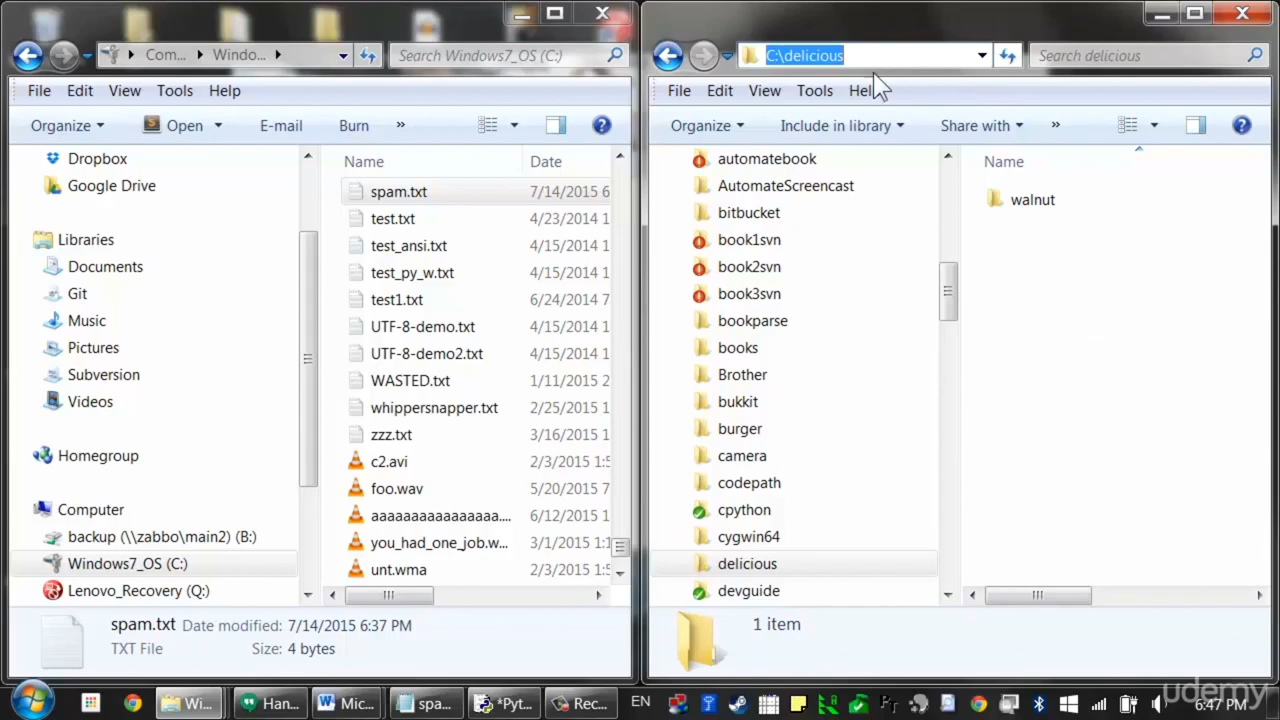 Com... Windo...
Search Windows7_OS (C:)
File Edit View Tools Help
Organize Open E-mail Burn »
Dropbox
Google Drive
Libraries
Documents
Git
Music
Pictures
Subversion
Videos
Homegroup
Computer
backup (\\zabbo\main2) (B:)
Windows7_OS (C:)
Lenovo_Recovery (Q:)
Name Date
spam.txt 7/14/2015 6
test.txt 4/23/2014 1
test_ansi.txt 4/15/2014 1
test_py_w.txt 4/15/2014 1
test1.txt 6/24/2014 7
UTF-8-demo.txt 4/15/2014 1
UTF-8-demo2.txt 4/15/2014 1
WASTED.txt 1/11/2015 2
whippersnapper.txt 2/25/2015 1
zzz.txt 3/16/2015 1
c2.avi 2/3/2015 1:5
foo.wav 5/20/2015 7
aaaaaaaaaaaaaaaa.... 6/12/2015 1
you_had_one_job.w... 3/1/2015 1:1
unt.wma 2/3/2015 1:5
spam.txt Date modified: 7/14/2015 6:37 PM
TXT File Size: 4 bytes
C:\delicious
Search delicious
File Edit View Tools Help
Organize Include in library Share with »
automatebook
AutomateScreencast
bitbucket
book1svn
book2svn
book3svn
bookparse
books
Brother
bukkit
burger
camera
codepath
cpython
cygwin64
delicious
devguide
Name
walnut
1 item
Wi... Han... Mic... spa... *Pyt... Rec... EN 6:47 PM
udemy